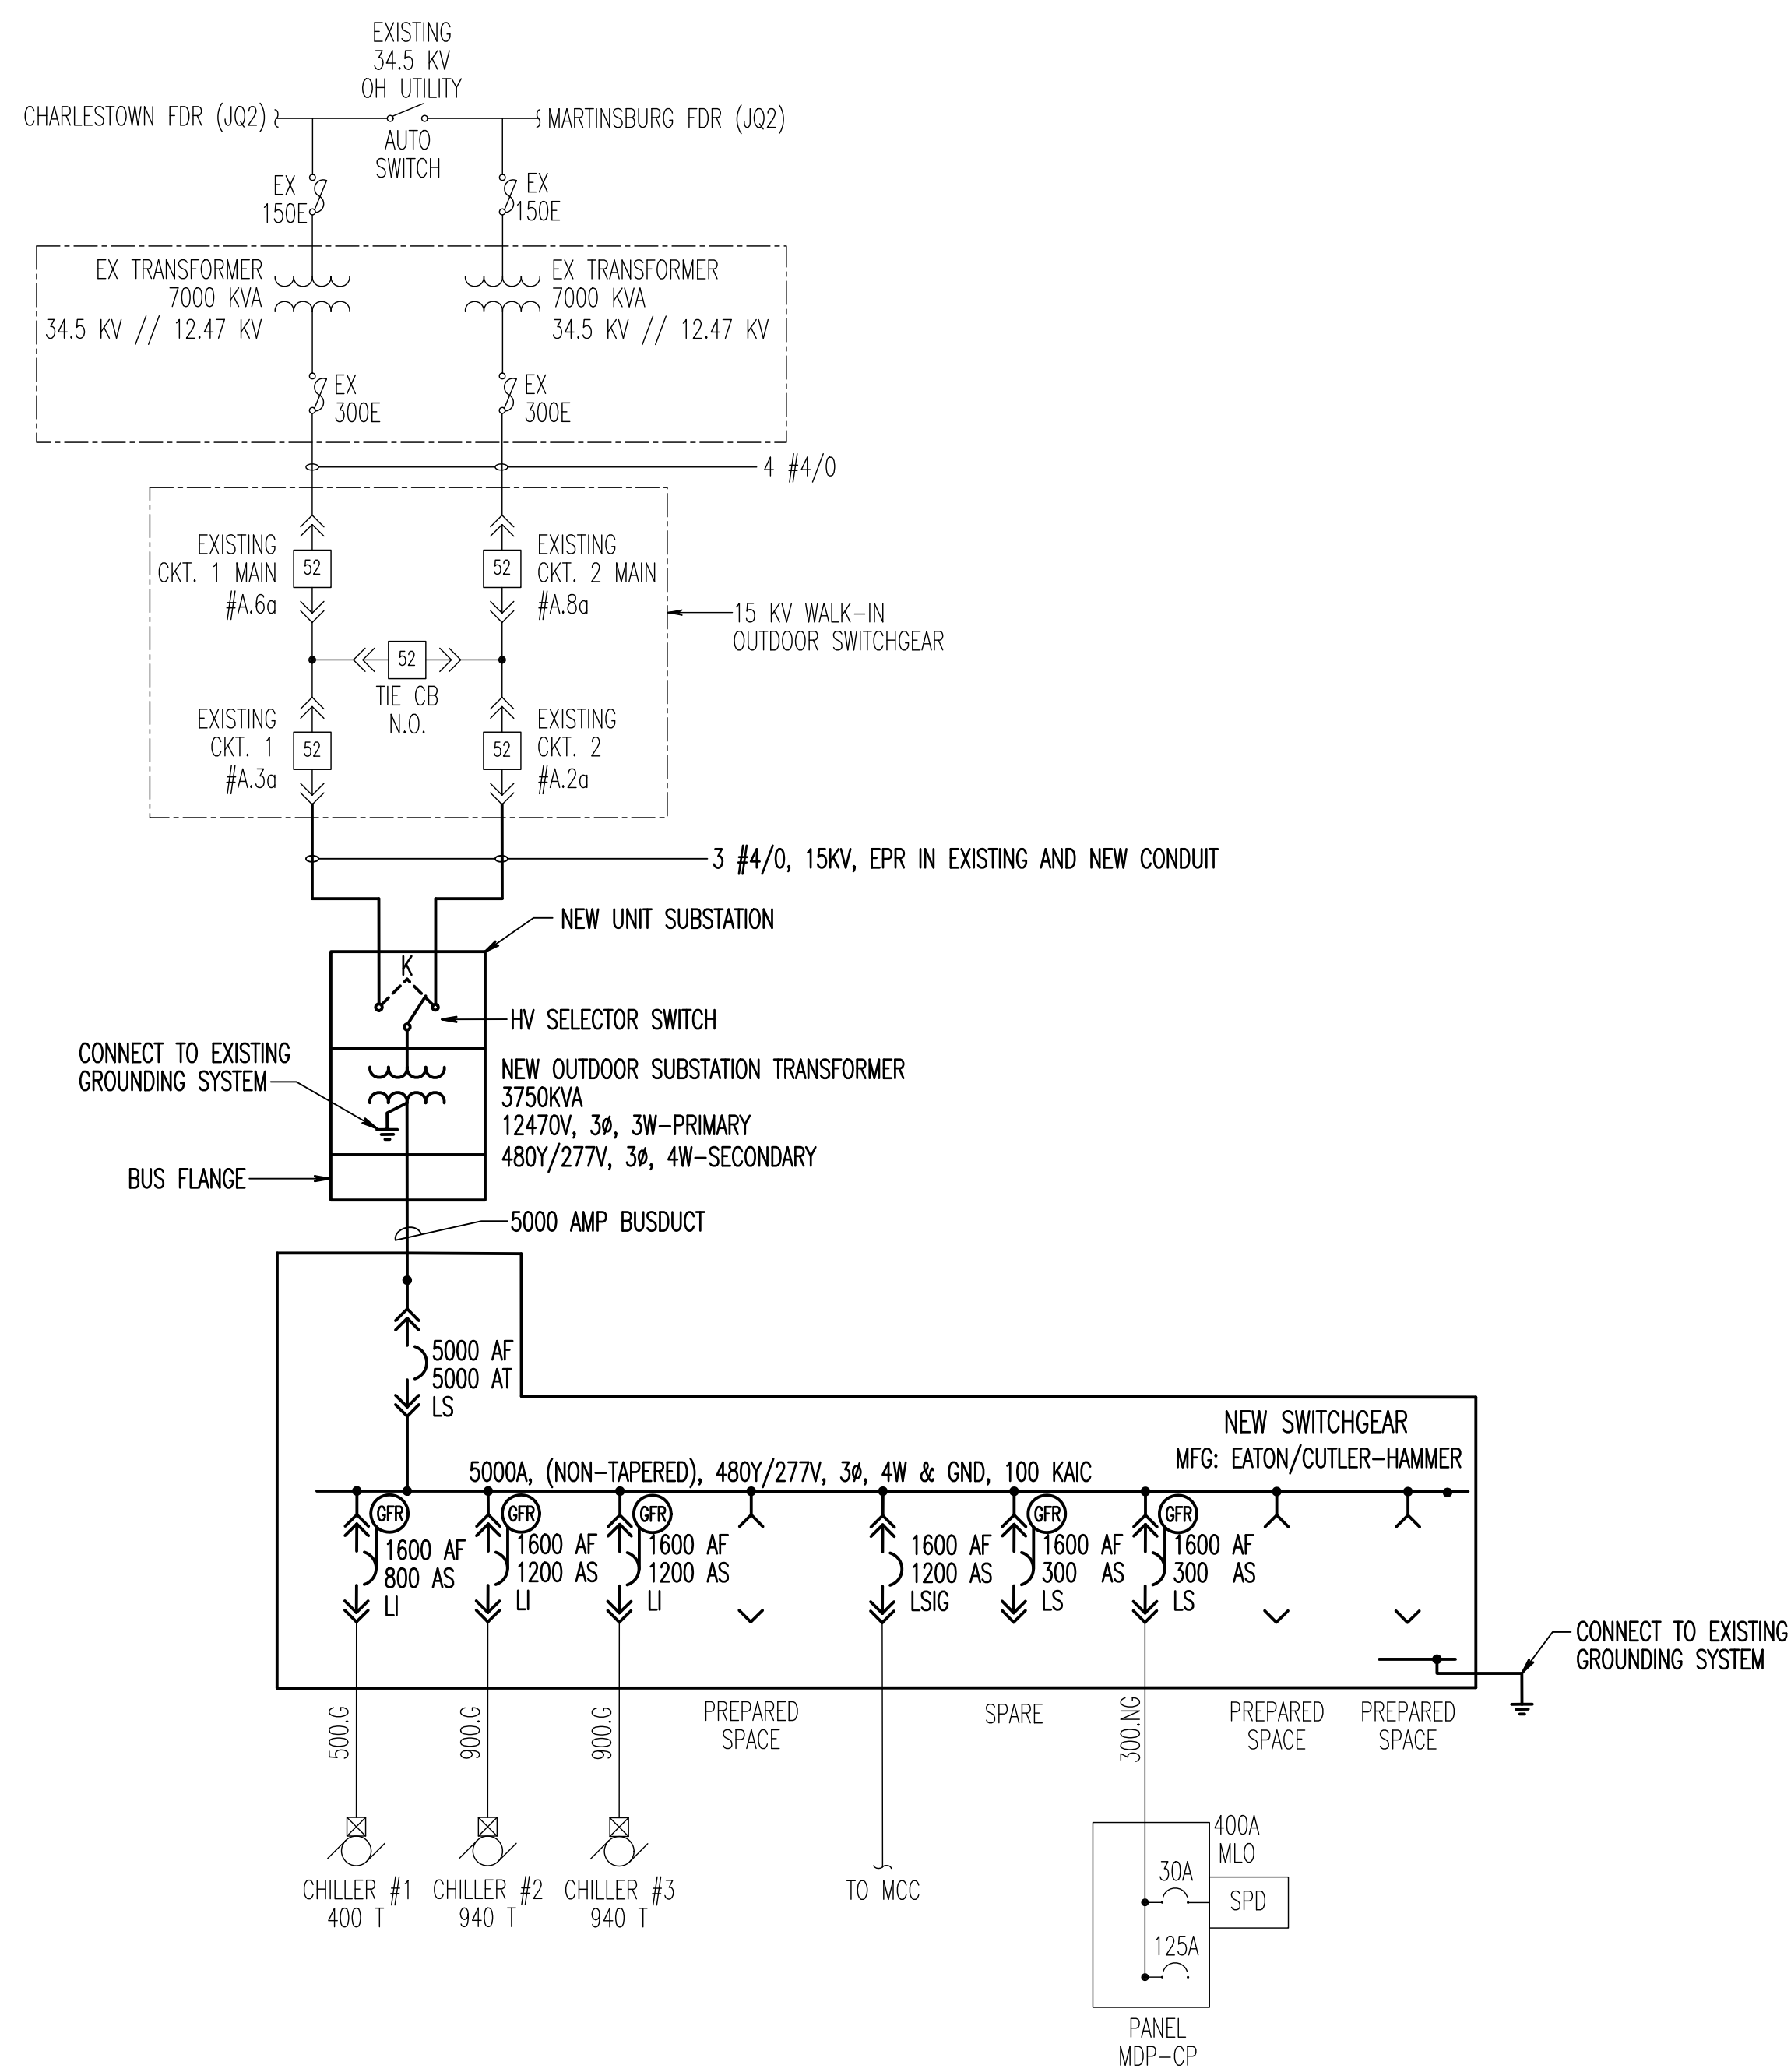 EXISTING
34.5 KV
OH UTILITY
CHARLESTOWN FDR (JQ2)
MARTINSBURG FDR (JQ2)
AUTO
SWITCH
EX
150E
EX
150E
EX TRANSFORMER
7000 KVA
34.5 KV // 12.47 KV
EX TRANSFORMER
7000 KVA
34.5 KV // 12.47 KV
EX
300E
EX
300E
4 #4/0
EXISTING
CKT. 1 MAIN
#A.6a
52
52
EXISTING
CKT. 2 MAIN
#A.8a
15 KV WALK-IN
OUTDOOR SWITCHGEAR
52
TIE CB
N.O.
EXISTING
CKT. 1
#A.3a
52
52
EXISTING
CKT. 2
#A.2a
3 #4/0, 15KV, EPR IN EXISTING AND NEW CONDUIT
NEW UNIT SUBSTATION
K
HV SELECTOR SWITCH
CONNECT TO EXISTING
GROUNDING SYSTEM
NEW OUTDOOR SUBSTATION TRANSFORMER
3750KVA
12470V, 3ø, 3W-PRIMARY
480Y/277V, 3ø, 4W-SECONDARY
BUS FLANGE
5000 AMP BUSDUCT
5000 AF
5000 AT
LS
NEW SWITCHGEAR
MFG: EATON/CUTLER-HAMMER
5000A, (NON-TAPERED), 480Y/277V, 3ø, 4W & GND, 100 KAIC
GFR
1600 AF
800 AS
LI
GFR
1600 AF
1200 AS
LI
GFR
1600 AF
1200 AS
LI
1600 AF
1200 AS
LSIG
GFR
1600 AF
300 AS
LS
GFR
1600 AF
300 AS
LS
CONNECT TO EXISTING
GROUNDING SYSTEM
500.G
900.G
900.G
PREPARED
SPACE
SPARE
300.NG
PREPARED
SPACE
PREPARED
SPACE
CHILLER #1
400 T
CHILLER #2
940 T
CHILLER #3
940 T
TO MCC
400A
MLO
30A
SPD
125A
PANEL
MDP-CP